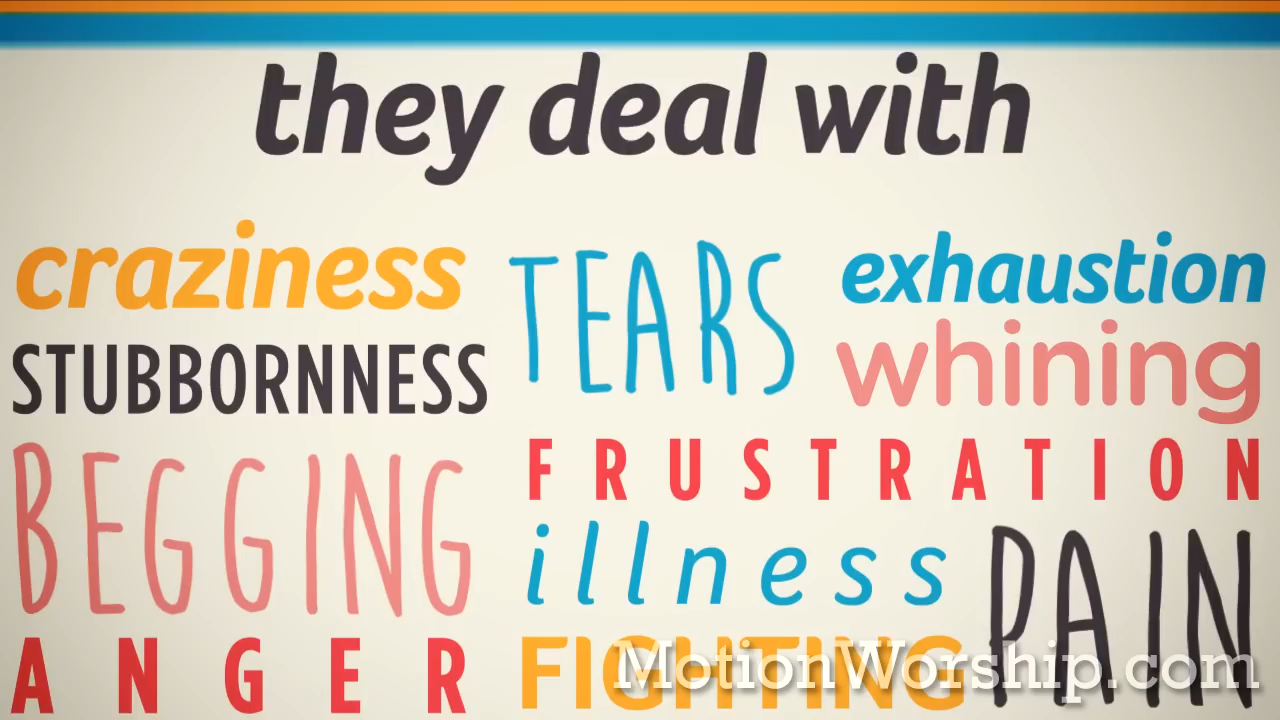 they deal with
craziness TEARS exhaustion
STUBBORNNESS whining
BEGGING FRUSTRATION
illness PAIN
ANGER FIGHTING
MotionWorship.com